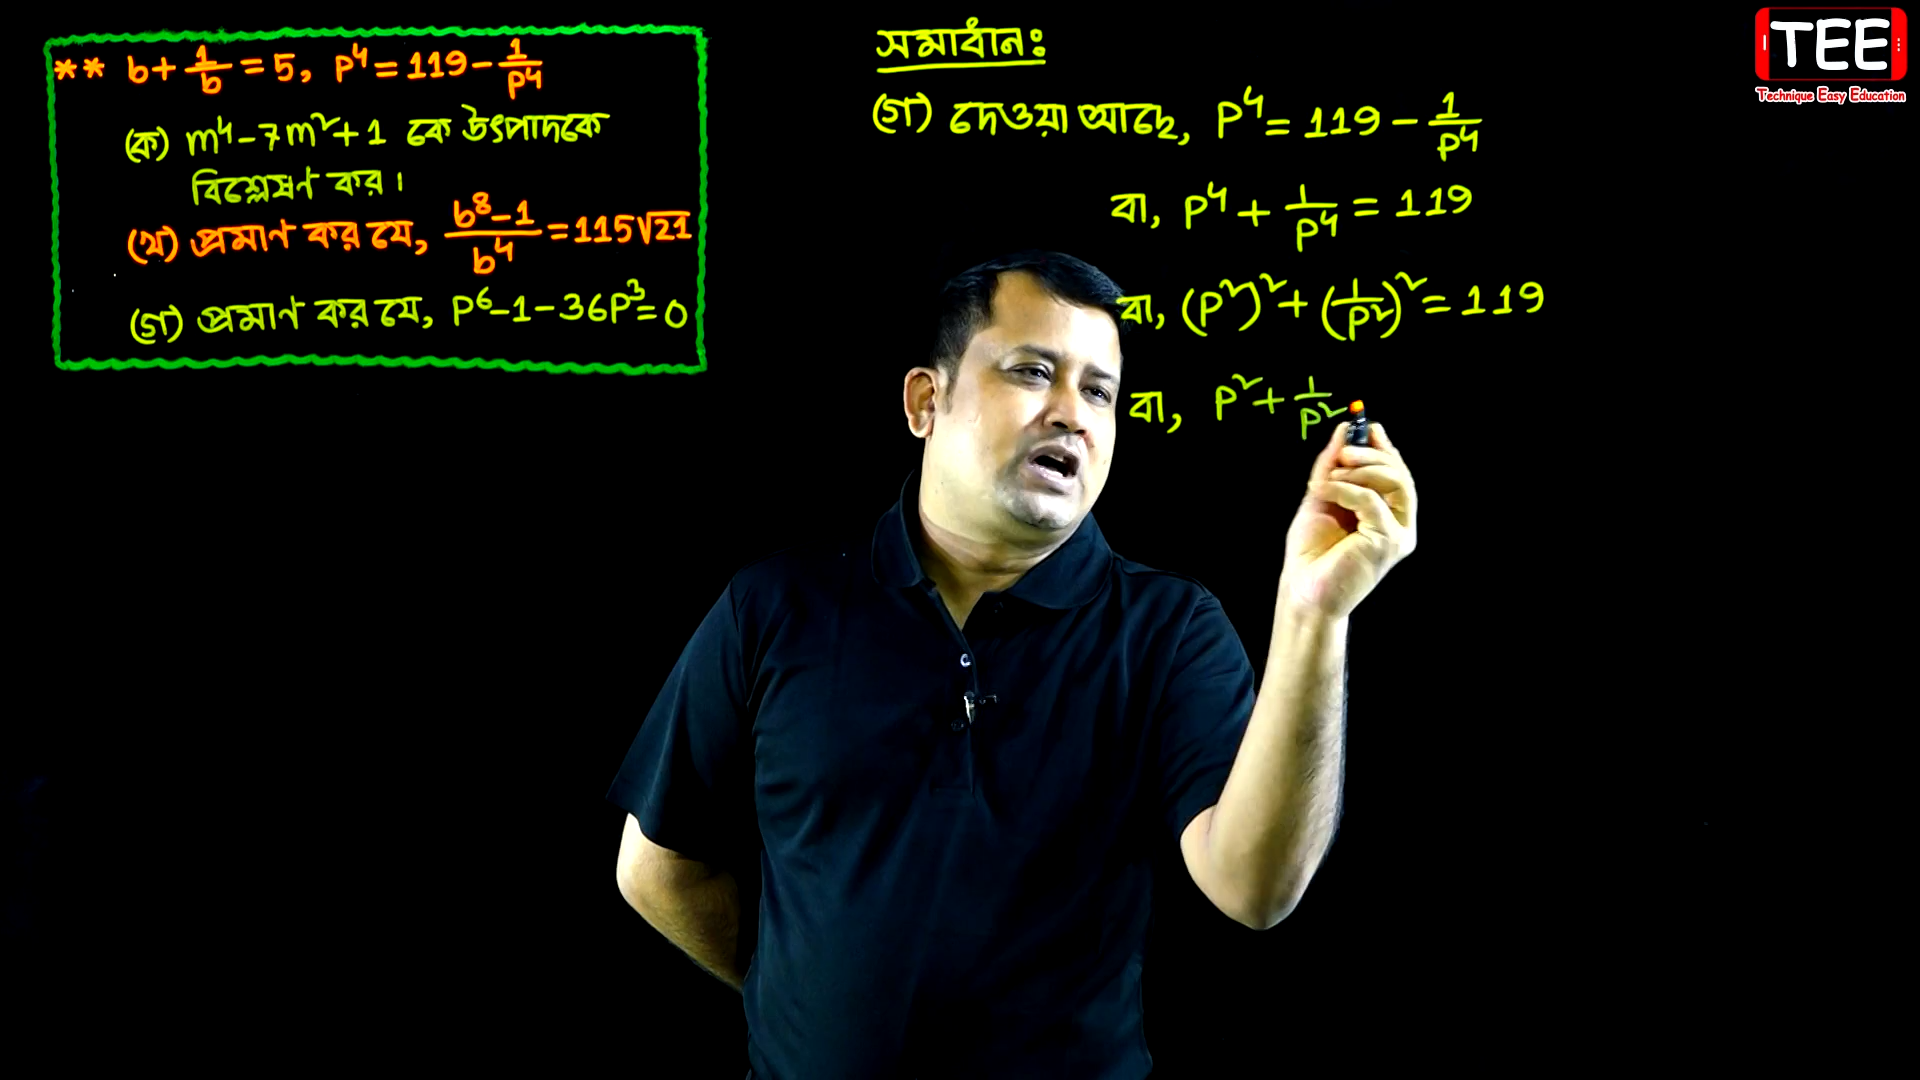 ** b + 1/b = 5, P⁴ = 119 - 1/P⁴
(ক) m⁴ - 7m² + 1 কে উৎপাদকে
বিশ্লেষণ কর।
(খ) প্রমাণ কর যে, (b⁸ - 1)/b⁴ = 115√21
(গ) প্রমাণ কর যে, P⁶ - 1 - 36P³ = 0
সমাধান:
(গ) দেওয়া আছে, P⁴ = 119 - 1/P⁴
বা, P⁴ + 1/P⁴ = 119
বা, (P²)² + (1/P²)² = 119
বা, P² + 1/P²
TEE
Technique Easy Education